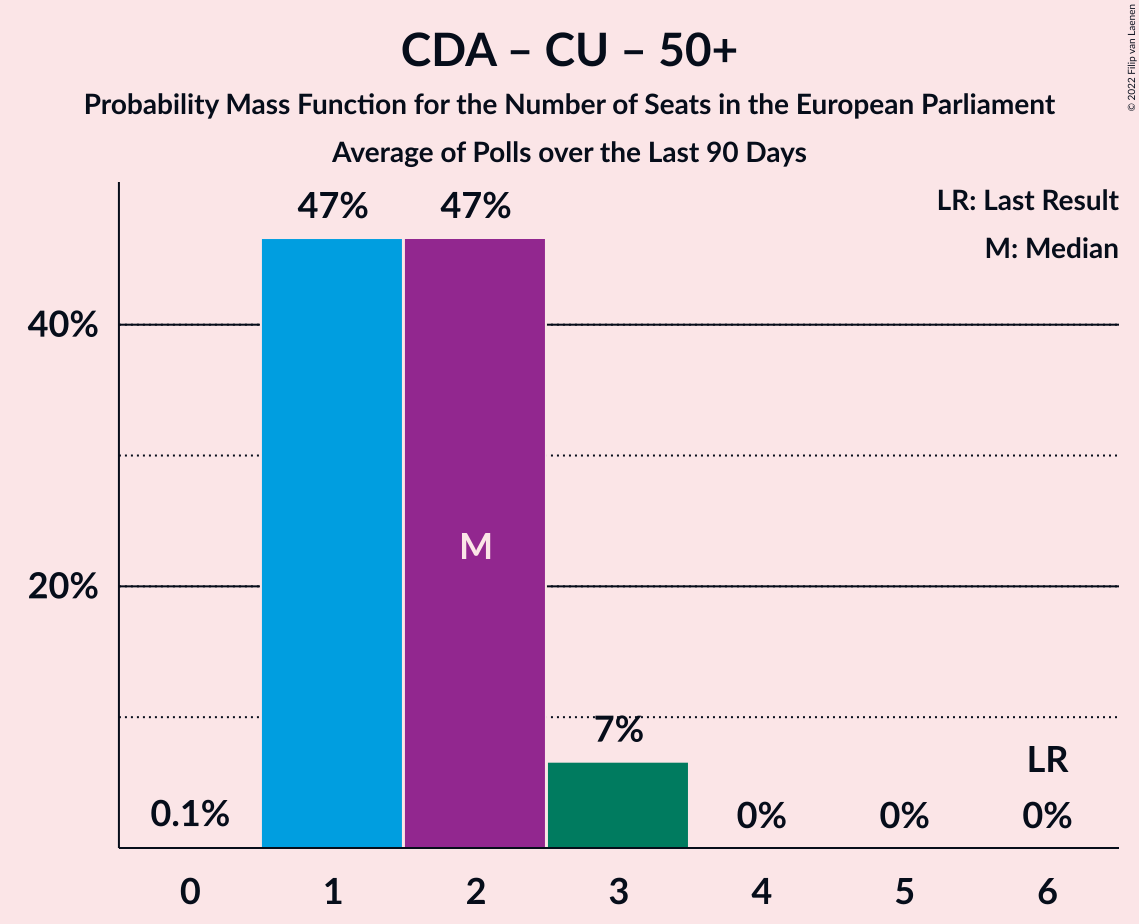 CDA – CU – 50+
Probability Mass Function for the Number of Seats in the European Parliament
Average of Polls over the Last 90 Days
© 2022 Filip van Laenen
LR: Last Result
M: Median
47%
47%
40%
M
20%
7%
LR
0.1%
0%
0%
0%
0
1
2
3
4
5
6